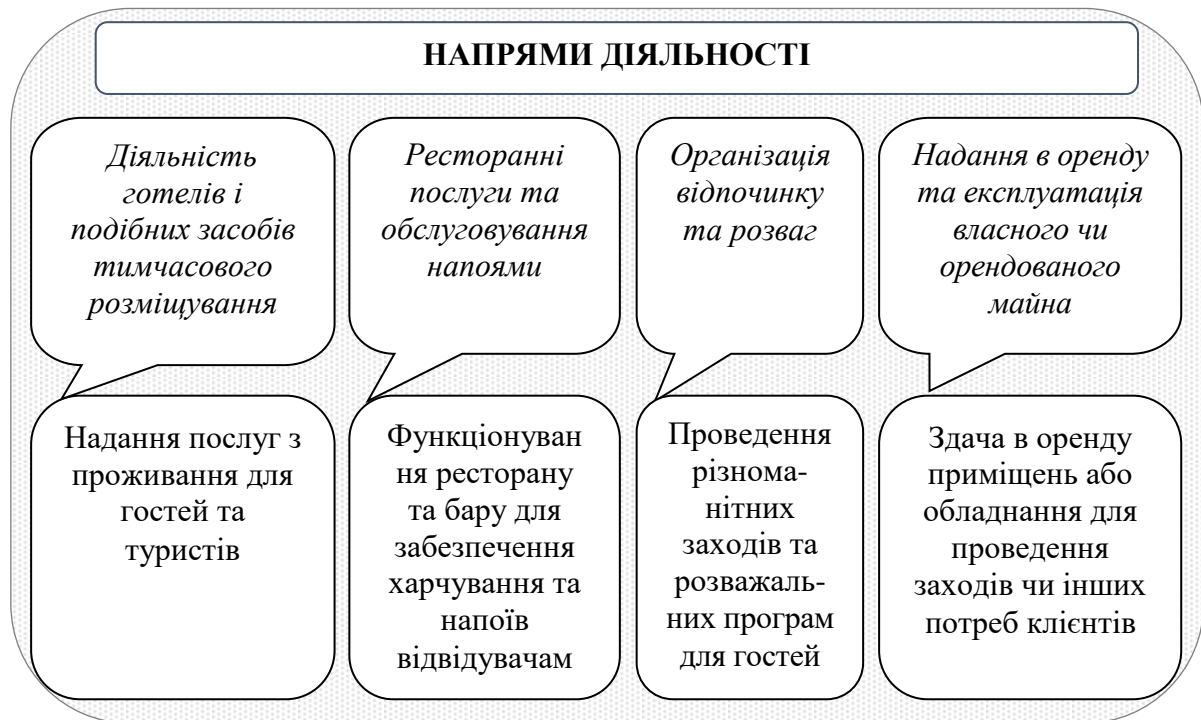 НАПРЯМИ ДІЯЛЬНОСТІ
Діяльність
готелів і
подібних засобів
тимчасового
розміщування
Ресторанні
послуги та
обслуговування
напоями
Організація
відпочинку
та розваг
Надання в оренду
та експлуатація
власного чи
орендованого
майна
Надання послуг з
проживання для
гостей та
туристів
Функціонуван
ня ресторану
та бару для
забезпечення
харчування та
напоїв
відвідувачам
Проведення
різнома-
нітних
заходів та
розважаль-
них програм
для гостей
Здача в оренду
приміщень або
обладнання для
проведення
заходів чи інших
потреб клієнтів